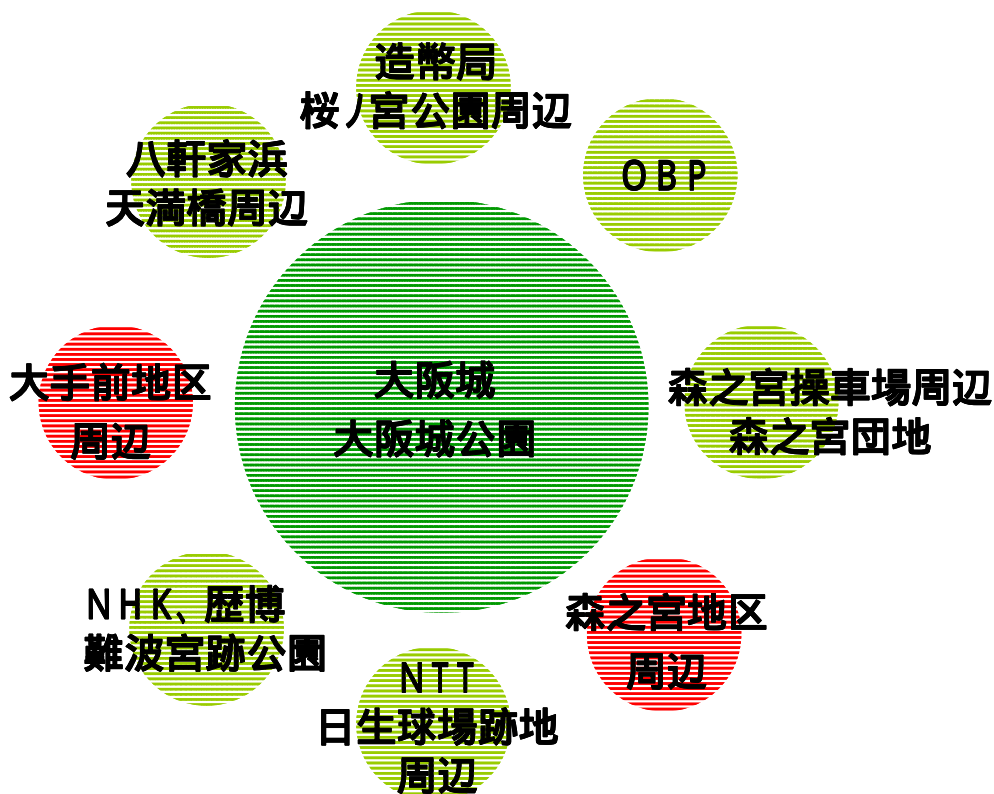 造幣局
桜ノ宮公園周辺
八軒家浜
天満橋周辺
ＯＢＰ
大手前地区
周辺
大阪城
大阪城公園
森之宮操車場周辺
森之宮団地
ＮＨＫ、歴博
難波宮跡公園
森之宮地区
周辺
ＮＴＴ
日生球場跡地
周辺